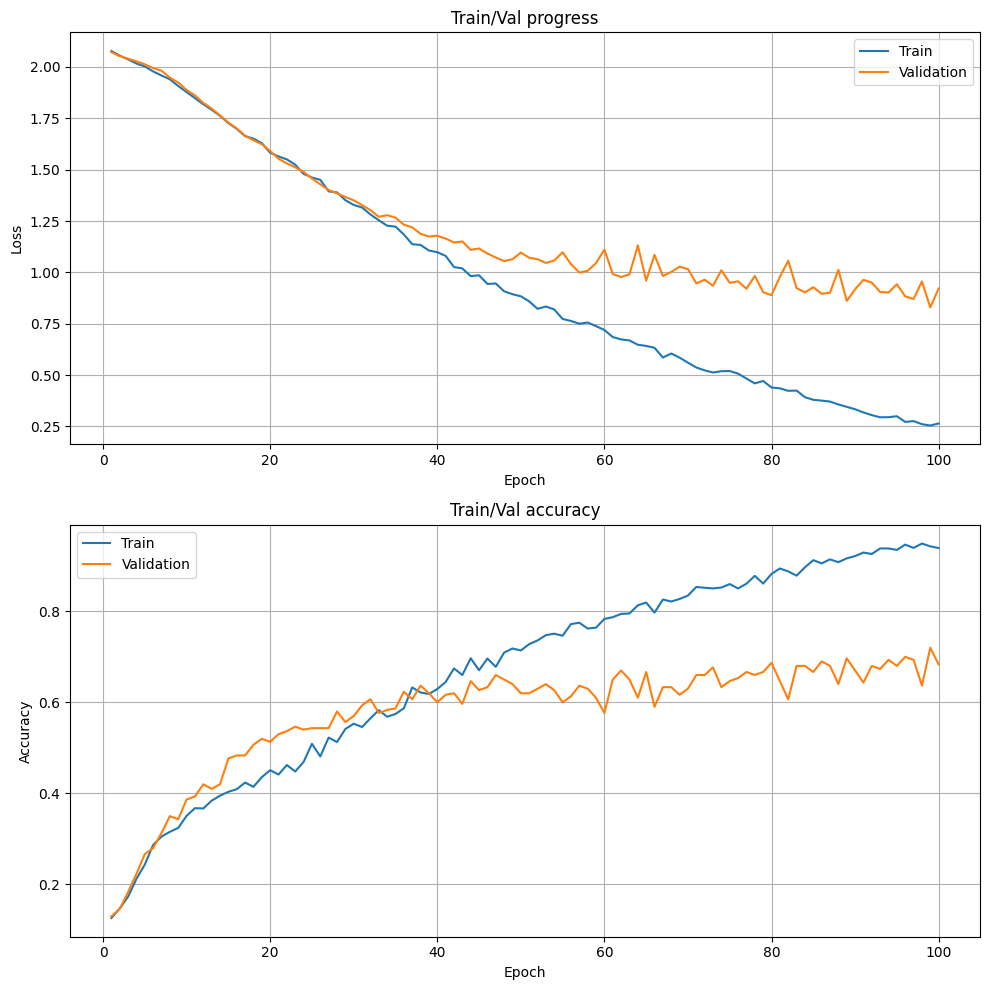 Train/Val progress
Train
Validation
2.00
1.75
1.50
1.25
1.00
0.75
0.50
0.25
Loss
0
20
40
60
80
100
Epoch
Train/Val accuracy
Train
Validation
0.8
0.6
0.4
0.2
Accuracy
0
20
40
60
80
100
Epoch